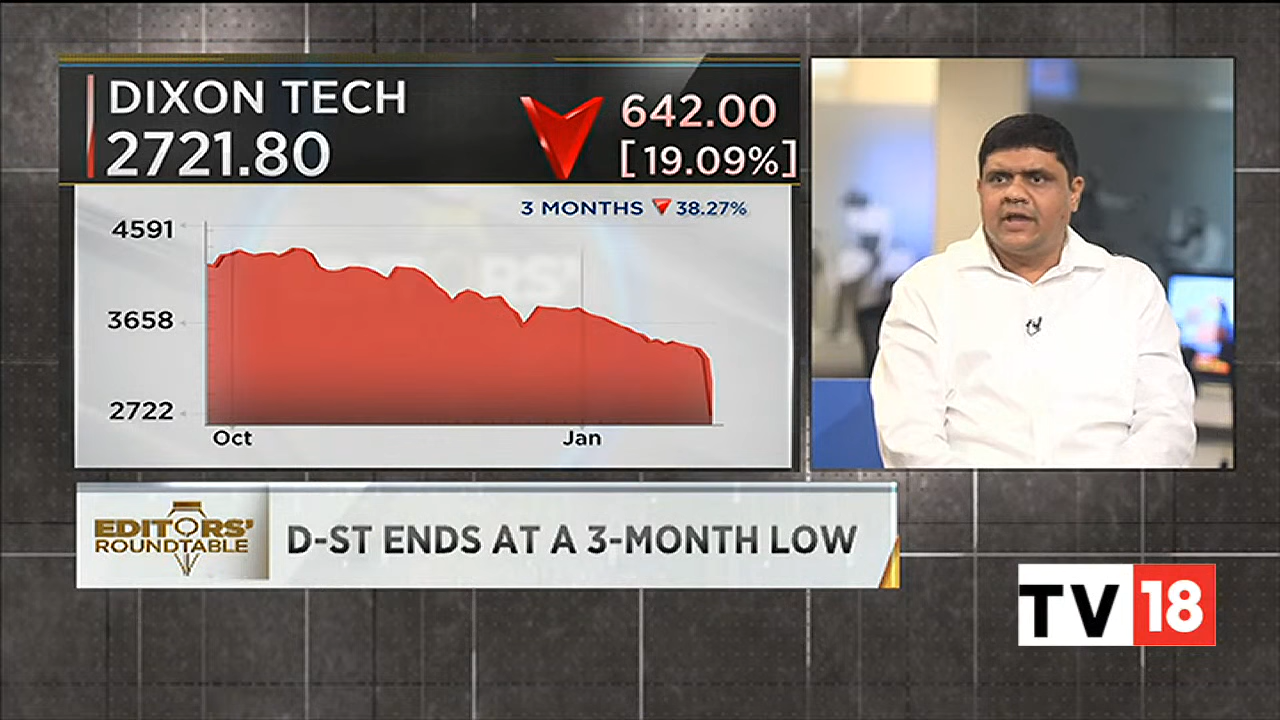 DIXON TECH
2721.80
642.00
[19.09%]
3 MONTHS 38.27%
4591
3658
2722
Oct
Jan
EDITORS'
ROUNDTABLE
D-ST ENDS AT A 3-MONTH LOW
TV18